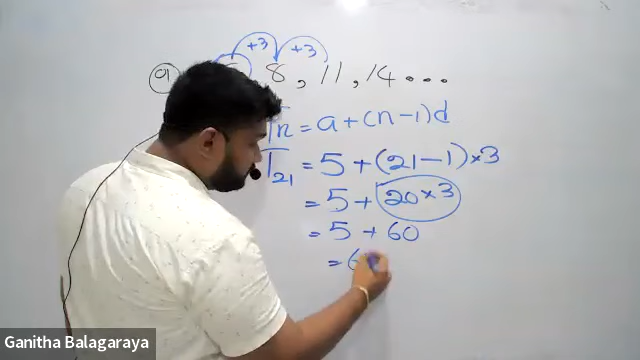 +3 +3
a 8, 11, 14 ...
Tn = a + (n-1)d
T21 = 5 + (21-1)×3
= 5 + 20×3
= 5 + 60
= 6
Ganitha Balagaraya